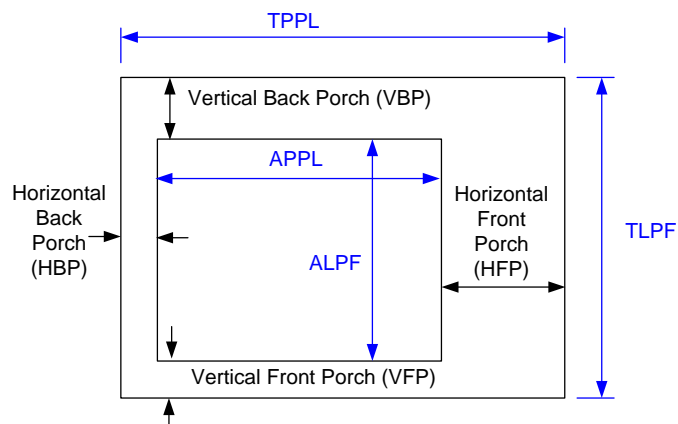 TPPL
Vertical Back Porch (VBP)
APPL
Horizontal
Back
Porch
(HBP)
Horizontal
Front
Porch
(HFP)
TLPF
ALPF
Vertical Front Porch (VFP)